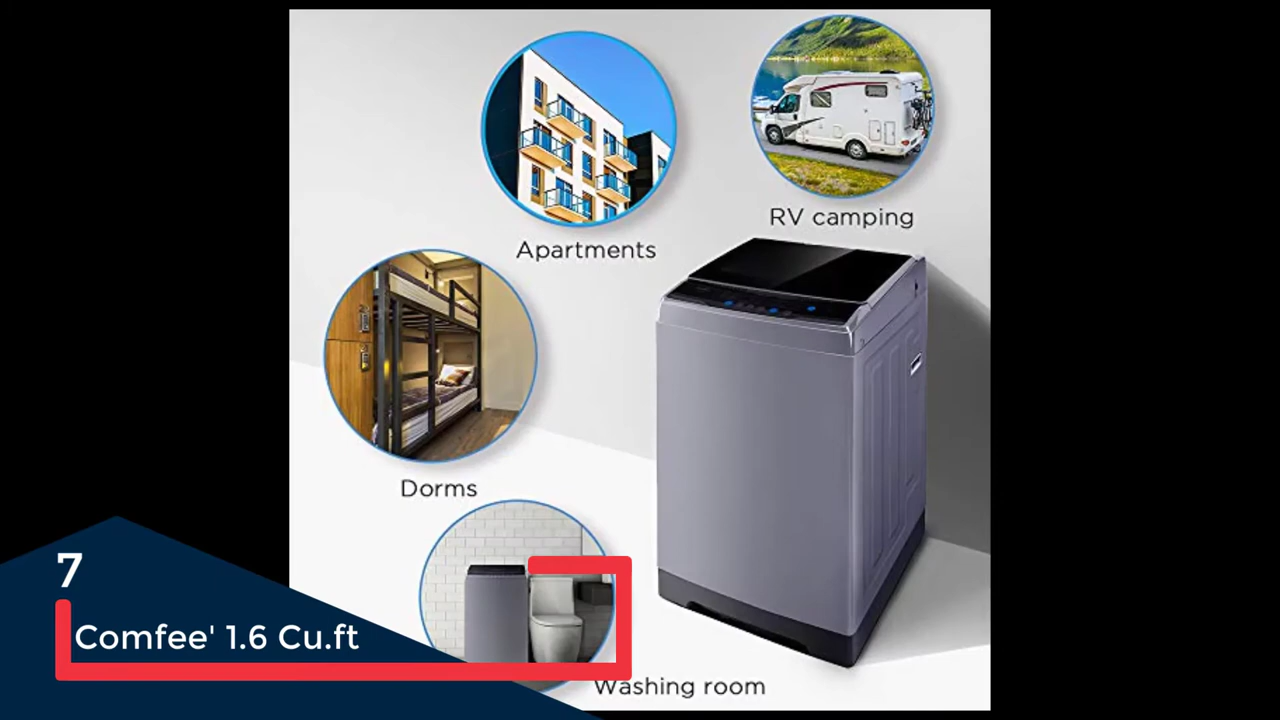 RV camping
Apartments
Dorms
7
Comfee' 1.6 Cu.ft
Washing room